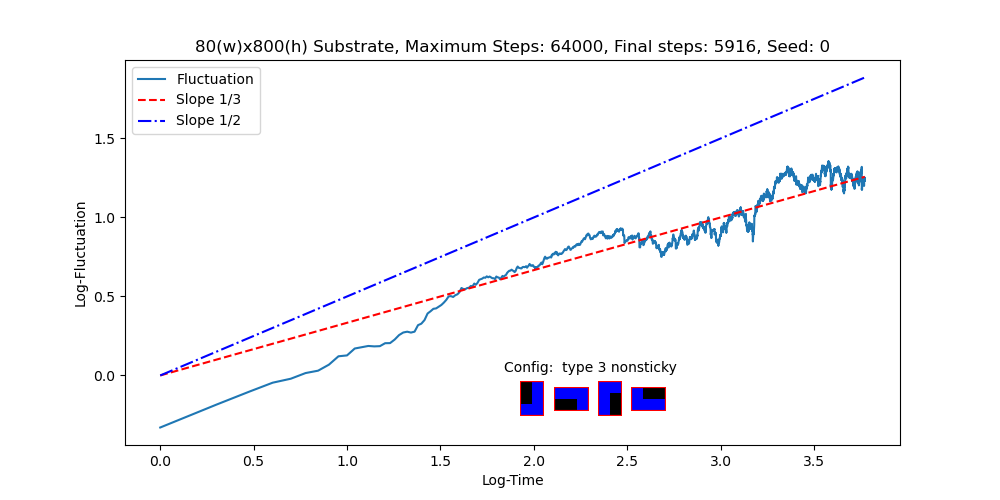 80(w)x800(h) Substrate, Maximum Steps: 64000, Final steps: 5916, Seed: 0
Fluctuation
Slope 1/3
Slope 1/2
1.5
1.0
0.5
0.0
Log-Fluctuation
Config:  type 3 nonsticky
0.0 0.5 1.0 1.5 2.0 2.5 3.0 3.5
Log-Time